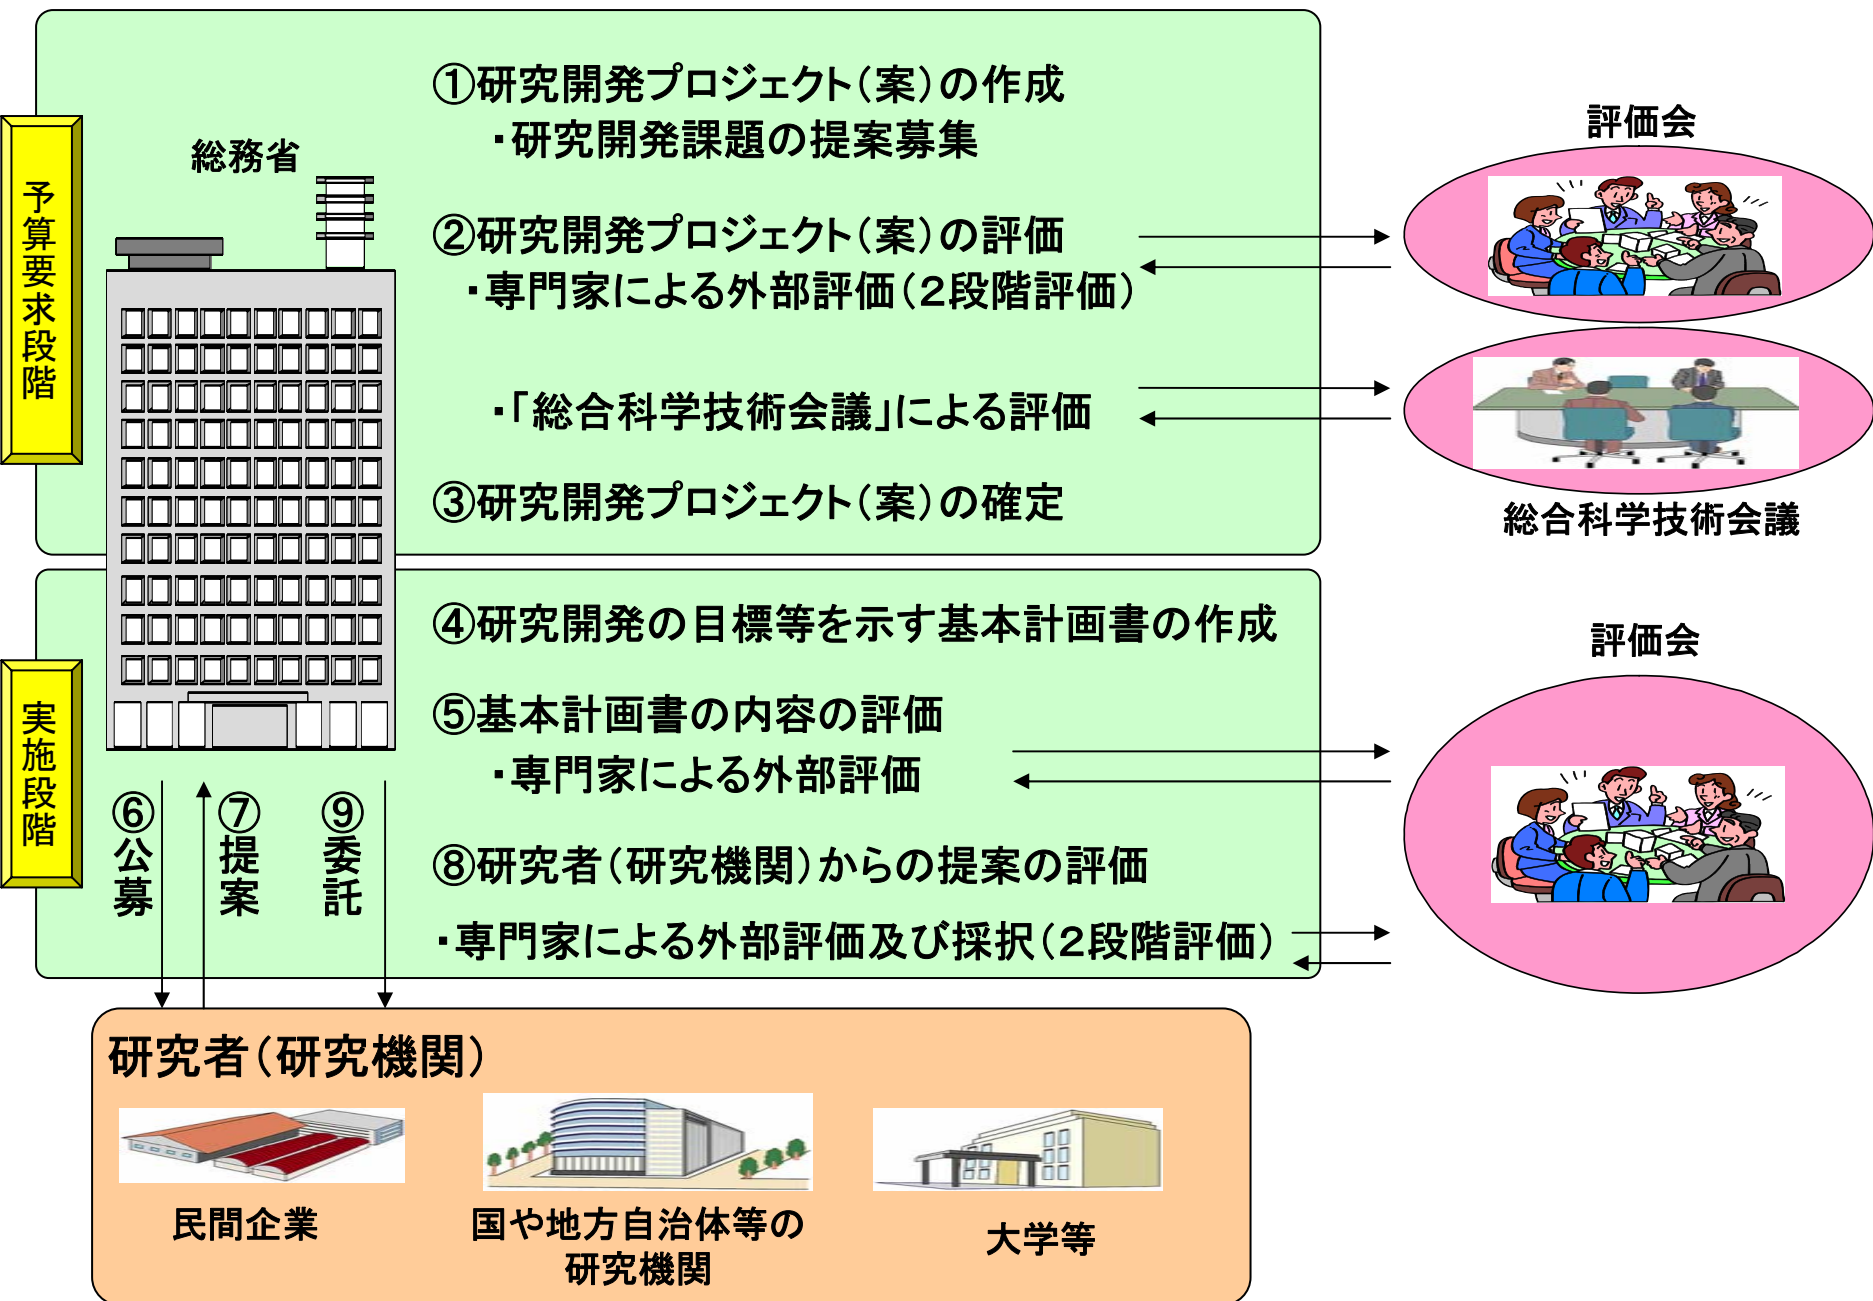 予算要求段階
総務省
①研究開発プロジェクト(案)の作成
・研究開発課題の提案募集
②研究開発プロジェクト(案)の評価
・専門家による外部評価(2段階評価)
・「総合科学技術会議」による評価
③研究開発プロジェクト(案)の確定
評価会
総合科学技術会議
実施段階
④研究開発の目標等を示す基本計画書の作成
⑤基本計画書の内容の評価
・専門家による外部評価
⑧研究者(研究機関)からの提案の評価
・専門家による外部評価及び採択(2段階評価)
評価会
⑥公募
⑦提案
⑨委託
研究者(研究機関)
民間企業
国や地方自治体等の
研究機関
大学等